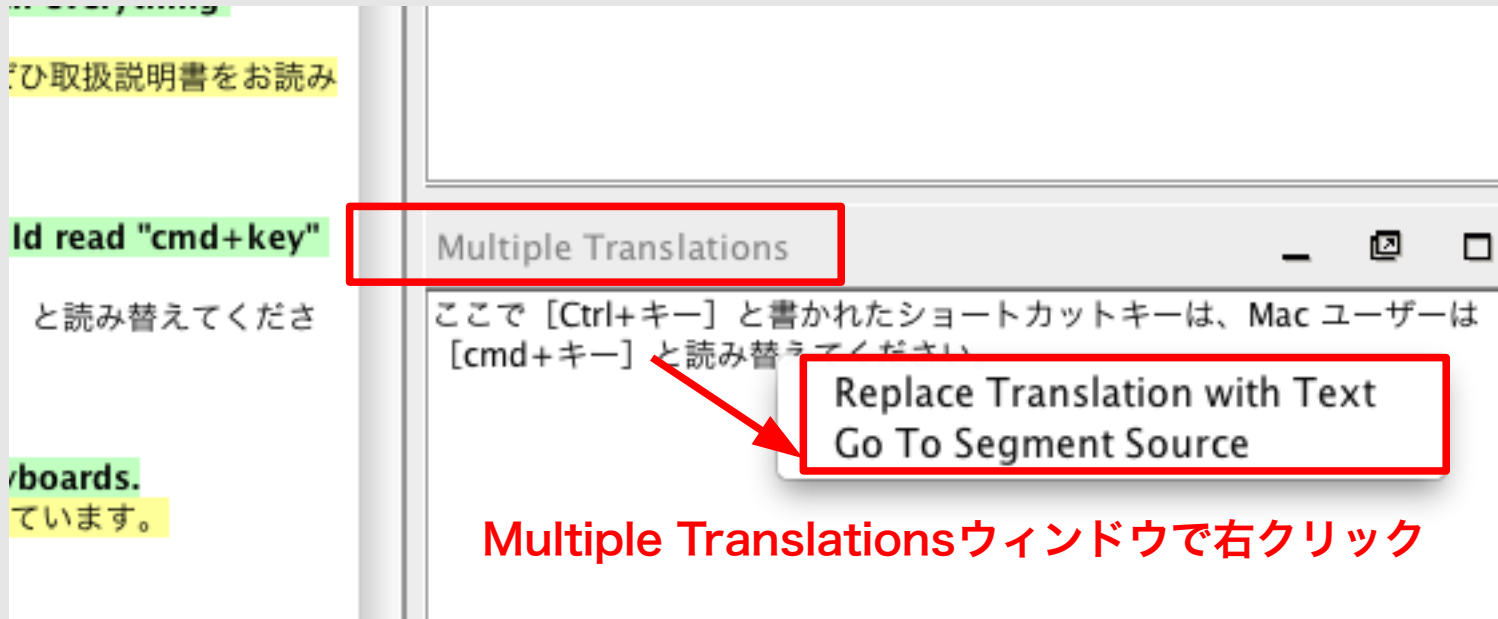 ぜひ取扱説明書をお読み
ld read "cmd+key"
と読み替えてくださ
yboards.
ています。
Multiple Translations
ここで［Ctrl+キー］と書かれたショートカットキーは、Mac ユーザーは
［cmd+キー］と読み替えてください
Replace Translation with Text
Go To Segment Source
Multiple Translationsウィンドウで右クリック